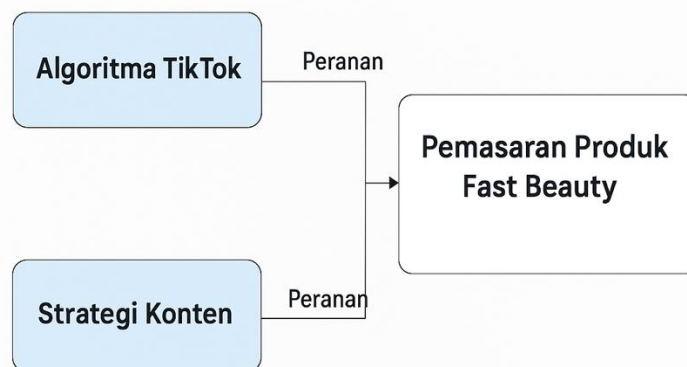 Algoritma TikTok
Peranan
Pemasaran Produk
Fast Beauty
Strategi Konten
Peranan